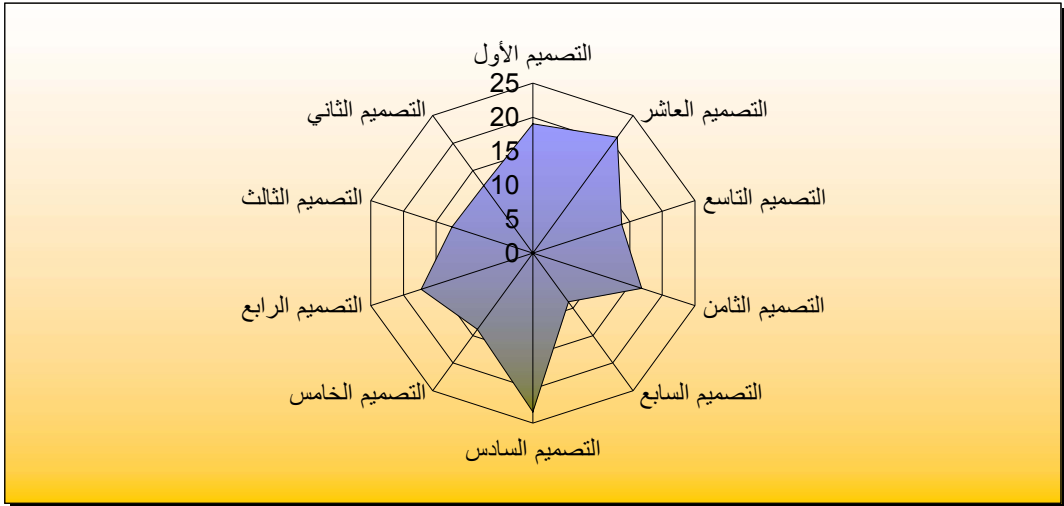 التصميم الأول
التصميم العاشر
التصميم التاسع
التصميم الثامن
التصميم السابع
التصميم السادس
التصميم الخامس
التصميم الرابع
التصميم الثالث
التصميم الثاني
25
20
15
10
5
0